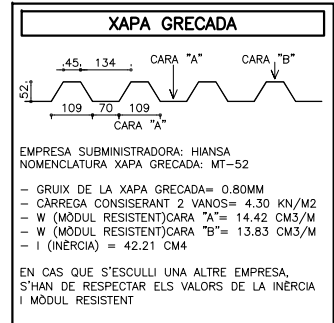 XAPA GRECADA
CARA "A"
CARA "B"
45
134
52
109
70
109
CARA "A"
EMPRESA SUBMINISTRADORA: HIANSA
NOMENCLATURA XAPA GRECADA: MT-52
- GRUIX DE LA XAPA GRECADA= 0.80MM
- CÀRREGA CONSISERANT 2 VANOS= 4.30 KN/M2
- W (MÒDUL RESISTENT)CARA "A"= 14.42 CM3/M
- W (MÒDUL RESISTENT)CARA "B"= 13.83 CM3/M
- I (INÈRCIA) = 42.21 CM4
EN CAS QUE S'ESCULLI UNA ALTRE EMPRESA,
S'HAN DE RESPECTAR ELS VALORS DE LA INÈRCIA
I MÒDUL RESISTENT